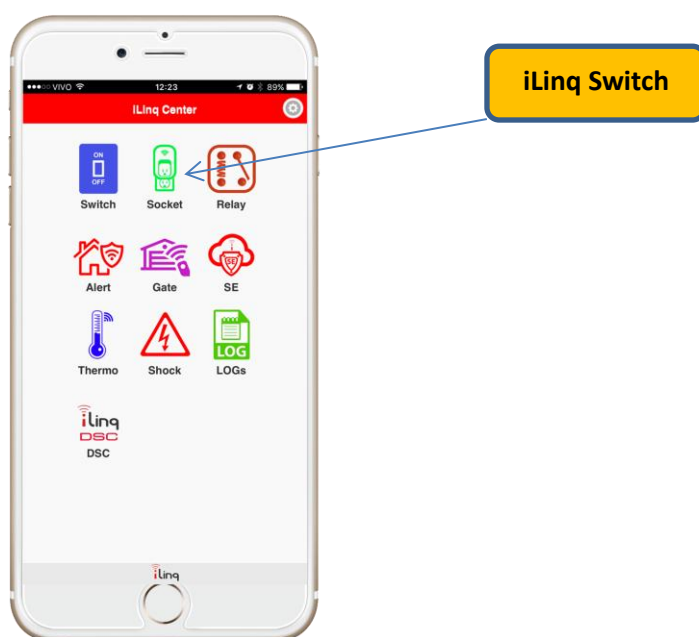 iLinq Switch
VIVO 12:23 89%
iLinq Center
ON
OFF
Switch Socket Relay
SE
Alert Gate SE
LOG
Thermo Shock LOGs
iLinq
DSC
DSC
iLinq